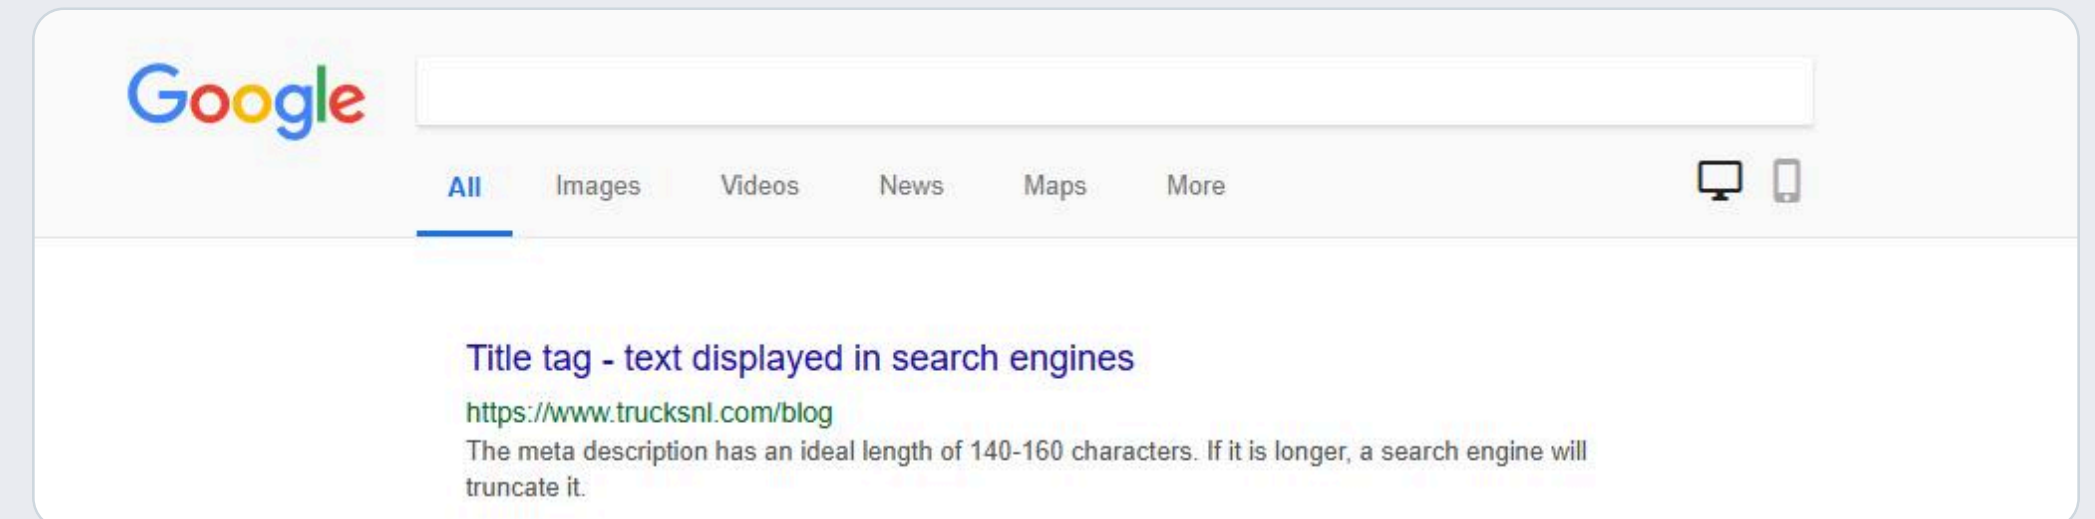 Google
All Images Videos News Maps More
Title tag - text displayed in search engines
https://www.trucksnl.com/blog
The meta description has an ideal length of 140-160 characters. If it is longer, a search engine will
truncate it.